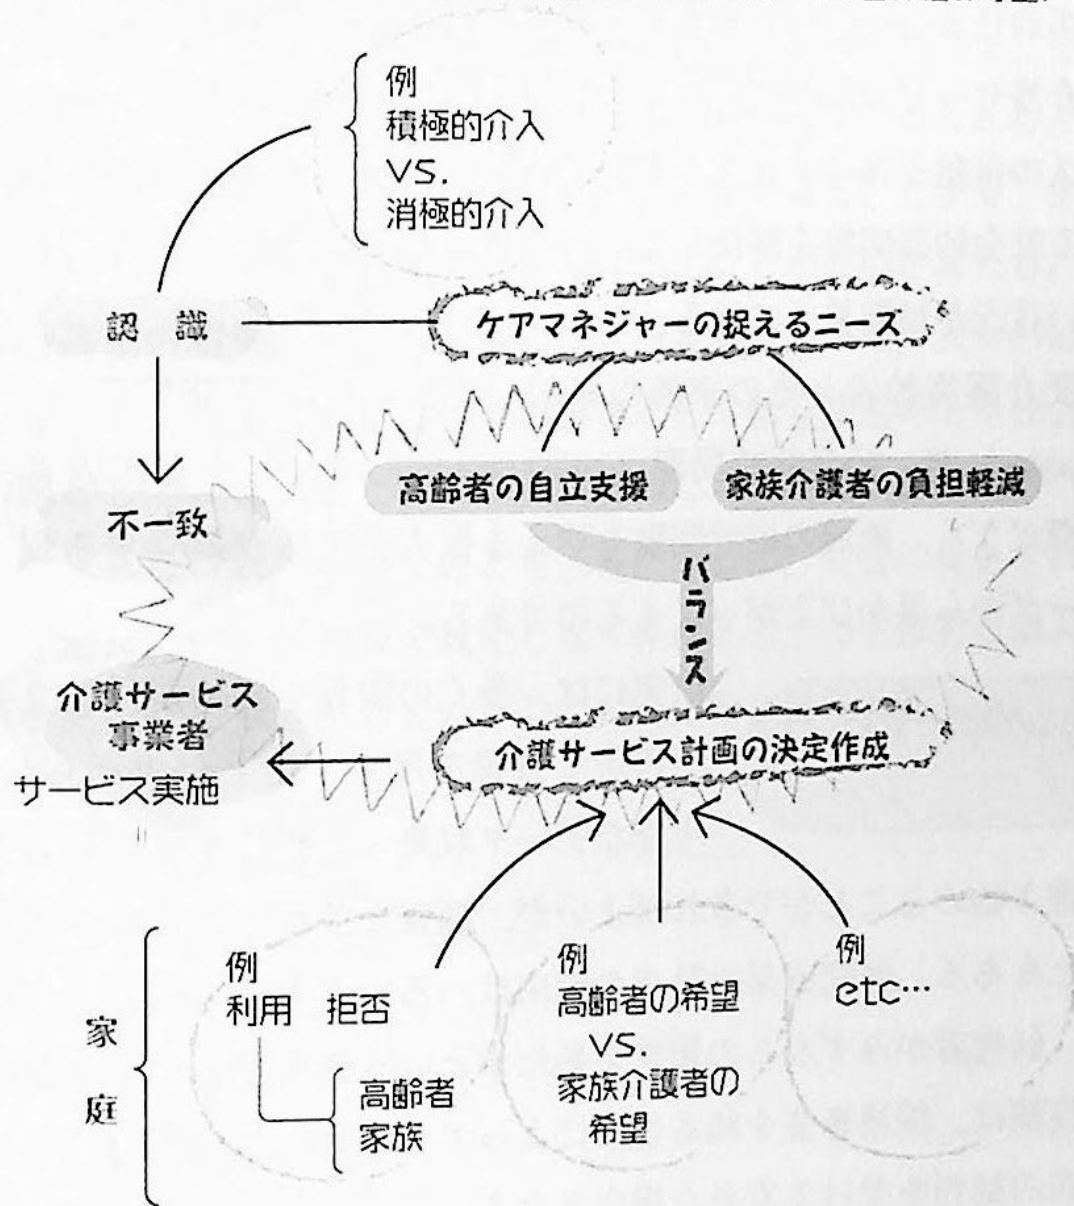 例
積極的介入
VS.
消極的介入
認　識
ケアマネジャーの捉えるニーズ
高齢者の自立支援
家族介護者の負担軽減
不一致
バランス
介護サービス
事業者
サービス実施
介護サービス計画の決定作成
家
庭
例
利用　拒否
高齢者
家族
例
高齢者の希望
VS.
家族介護者の
希望
例
etc…